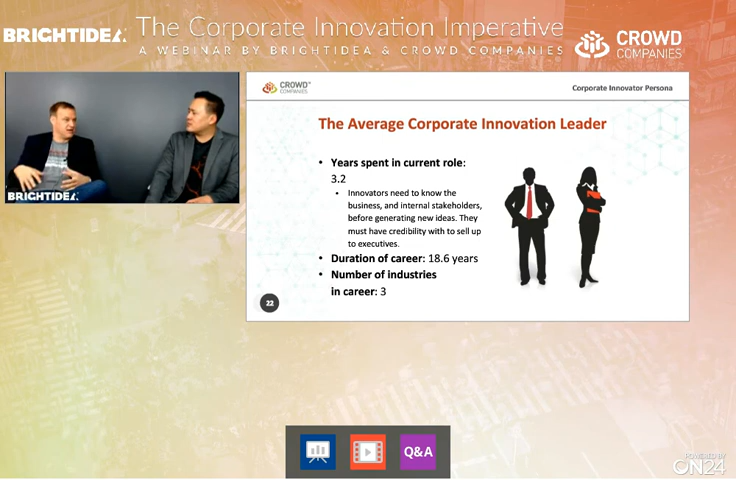 BRIGHTIDEA
The Corporate Innovation Imperative
A WEBINAR BY BRIGHTIDEA & CROWD COMPANIES
CROWD
COMPANIES
BRIGHTIDEA
CROWD
COMPANIES
Corporate Innovator Persona
The Average Corporate Innovation Leader
• Years spent in current role:
3.2
• Innovators need to know the
business, and internal stakeholders,
before generating new ideas. They
must have credibility with to sell up
to executives.
• Duration of career: 18.6 years
• Number of industries
in career: 3
22
Q&A
POWERED BY
ON24